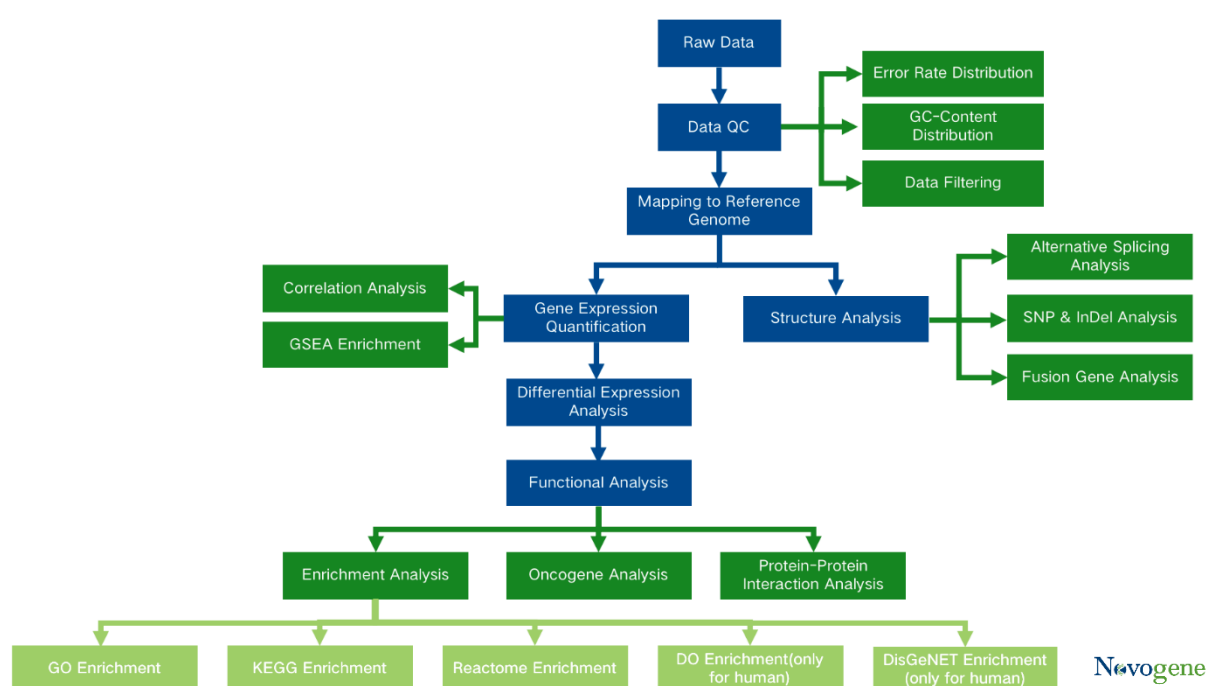 Raw Data
Error Rate Distribution
Data QC
GC-Content
Distribution
Data Filtering
Mapping to Reference
Genome
Alternative Splicing
Analysis
Correlation Analysis
Gene Expression
Quantification
Structure Analysis
SNP & InDel Analysis
GSEA Enrichment
Fusion Gene Analysis
Differential Expression
Analysis
Functional Analysis
Enrichment Analysis
Oncogene Analysis
Protein-Protein
Interaction Analysis
GO Enrichment
KEGG Enrichment
Reactome Enrichment
DO Enrichment(only
for human)
DisGeNET Enrichment
(only for human)
Novogene